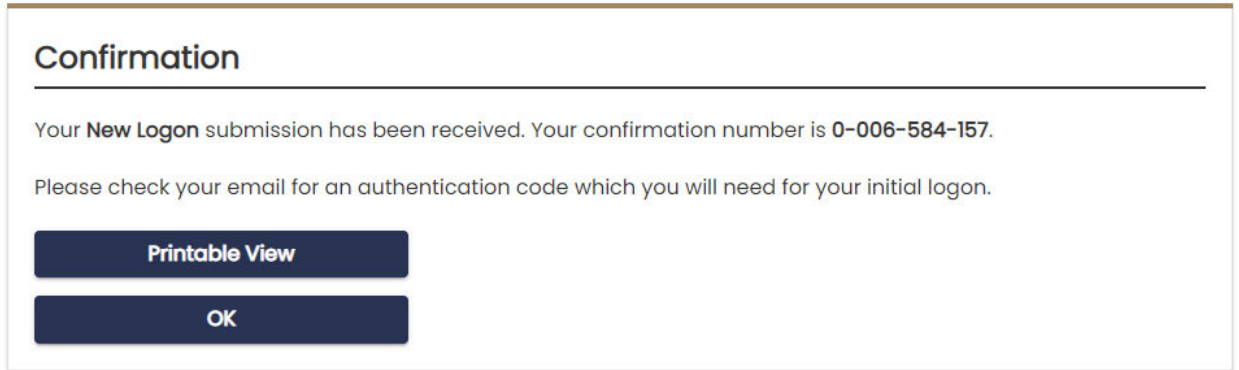 Confirmation
Your New Logon submission has been received. Your confirmation number is 0-006-584-157.
Please check your email for an authentication code which you will need for your initial logon.
Printable View
OK